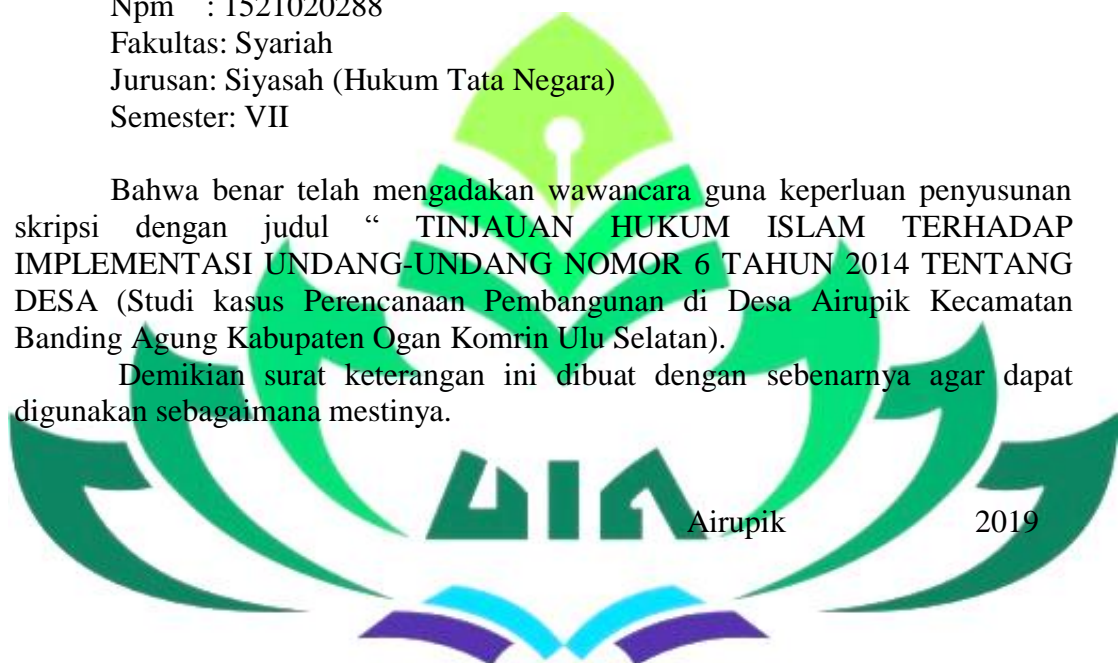 Npm : 1521020288
Fakultas: Syariah
Jurusan: Siyasah (Hukum Tata Negara)
Semester: VII
Bahwa benar telah mengadakan wawancara guna keperluan penyusunan
skripsi dengan judul “ TINJAUAN HUKUM ISLAM TERHADAP
IMPLEMENTASI UNDANG-UNDANG NOMOR 6 TAHUN 2014 TENTANG
DESA (Studi kasus Perencanaan Pembangunan di Desa Airupik Kecamatan
Banding Agung Kabupaten Ogan Komrin Ulu Selatan).
Demikian surat keterangan ini dibuat dengan sebenarnya agar dapat
digunakan sebagaimana mestinya.
UIN
Airupik 2019